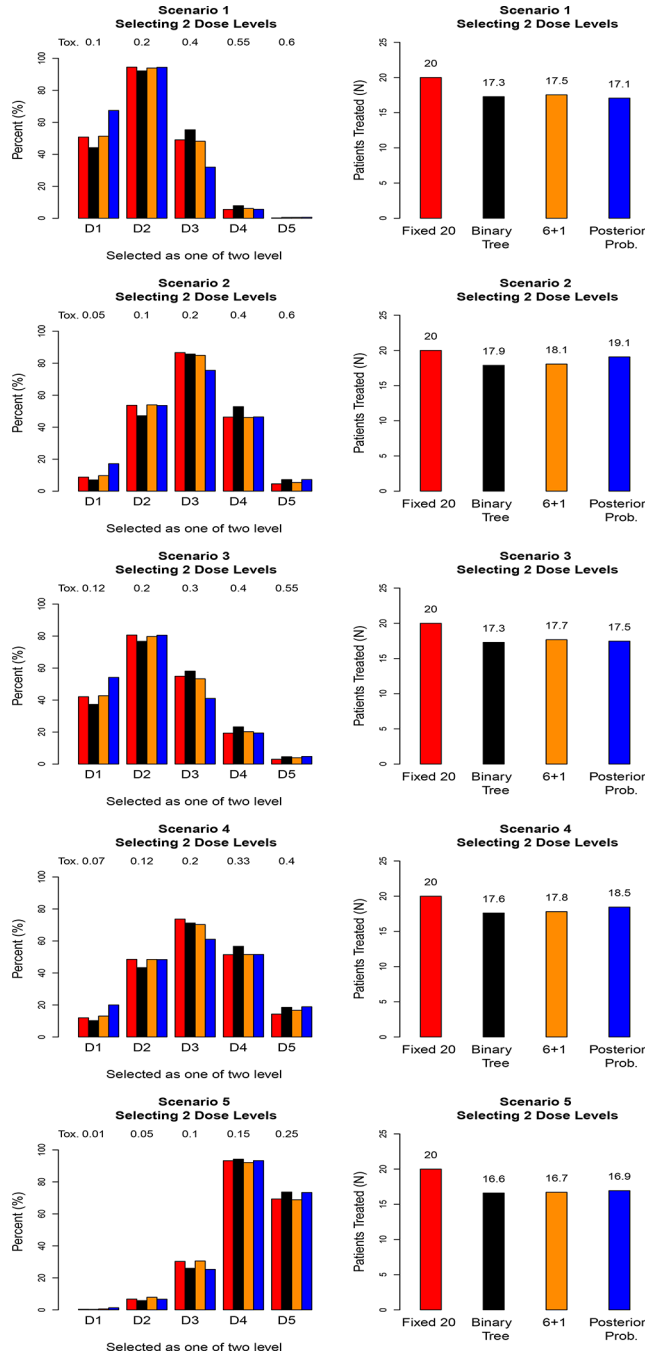 Scenario 1
Selecting 2 Dose Levels
Tox. 0.1 0.2 0.4 0.55 0.6
Percent (%)
0 20 40 60 80 100
D1 D2 D3 D4 D5
Selected as one of two level
Scenario 1
Selecting 2 Dose Levels
Patients Treated (N)
0 5 10 15 20 25
20 17.3 17.5 17.1
Fixed 20 Binary Tree 6+1 Posterior Prob.
Scenario 2
Selecting 2 Dose Levels
Tox. 0.05 0.1 0.2 0.4 0.6
Percent (%)
0 20 40 60 80 100
D1 D2 D3 D4 D5
Selected as one of two level
Scenario 2
Selecting 2 Dose Levels
Patients Treated (N)
0 5 10 15 20 25
20 17.9 18.1 19.1
Fixed 20 Binary Tree 6+1 Posterior Prob.
Scenario 3
Selecting 2 Dose Levels
Tox. 0.12 0.2 0.3 0.4 0.55
Percent (%)
0 20 40 60 80 100
D1 D2 D3 D4 D5
Selected as one of two level
Scenario 3
Selecting 2 Dose Levels
Patients Treated (N)
0 5 10 15 20 25
20 17.3 17.7 17.5
Fixed 20 Binary Tree 6+1 Posterior Prob.
Scenario 4
Selecting 2 Dose Levels
Tox. 0.07 0.12 0.2 0.33 0.4
Percent (%)
0 20 40 60 80 100
D1 D2 D3 D4 D5
Selected as one of two level
Scenario 4
Selecting 2 Dose Levels
Patients Treated (N)
0 5 10 15 20 25
20 17.6 17.8 18.5
Fixed 20 Binary Tree 6+1 Posterior Prob.
Scenario 5
Selecting 2 Dose Levels
Tox. 0.01 0.05 0.1 0.15 0.25
Percent (%)
0 20 40 60 80 100
D1 D2 D3 D4 D5
Selected as one of two level
Scenario 5
Selecting 2 Dose Levels
Patients Treated (N)
0 5 10 15 20 25
20 16.6 16.7 16.9
Fixed 20 Binary Tree 6+1 Posterior Prob.